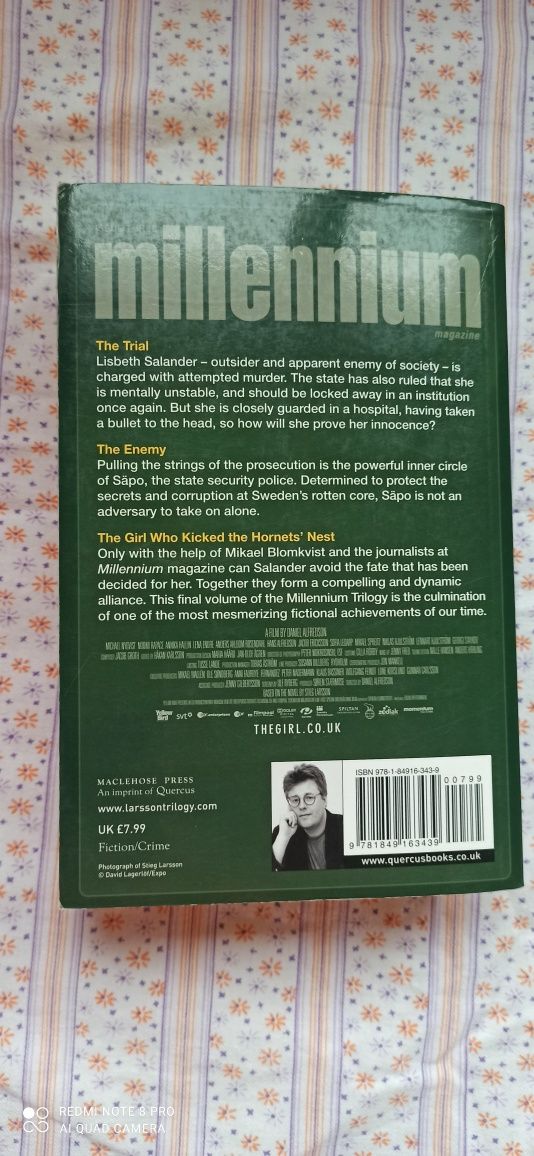 millennium
magazine
The Trial
Lisbeth Salander – outsider and apparent enemy of society – is
charged with attempted murder. The state has also ruled that she
is mentally unstable, and should be locked away in an institution
once again. But she is closely guarded in a hospital, having taken
a bullet to the head, so how will she prove her innocence?
The Enemy
Pulling the strings of the prosecution is the powerful inner circle
of Säpo, the state security police. Determined to protect the
secrets and corruption at Sweden's rotten core, Säpo is not an
adversary to take on alone.
The Girl Who Kicked the Hornets' Nest
Only with the help of Mikael Blomkvist and the journalists at
Millennium magazine can Salander avoid the fate that has been
decided for her. Together they form a compelling and dynamic
alliance. This final volume of the Millennium Trilogy is the culmination
of one of the most mesmerizing fictional achievements of our time.
A FILM BY DANIEL ALFREDSON
BASED ON THE NOVEL BY STIEG LARSSON
Yellow Bird svt
THEGIRL.CO.UK
MACLEHOSE PRESS
An imprint of Quercus
www.larssontrilogy.com
UK £7.99
Fiction/Crime
Photograph of Stieg Larsson
© David Lagerlöf/Expo
ISBN 978-1-84916-343-9
00799
9 781849 163439
www.quercusbooks.co.uk
REDMI NOTE 8 PRO
AI QUAD CAMERA